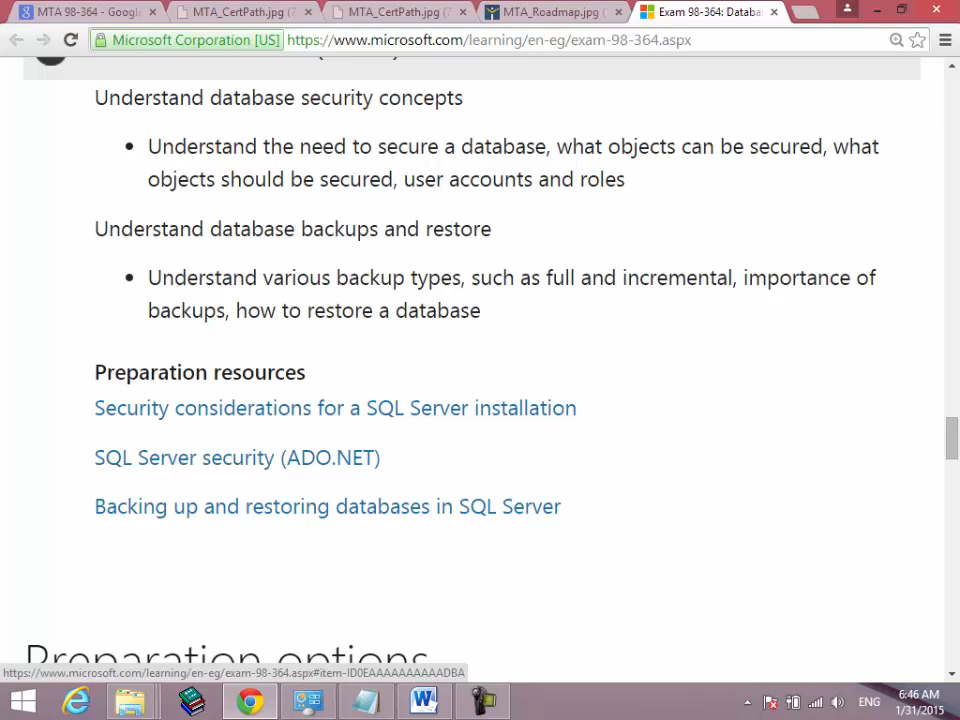 MTA 98-364 - Googl
MTA_CertPath.jpg (7
MTA_CertPath.jpg (7
MTA_Roadmap.jpg (
Exam 98-364: Databa
Microsoft Corporation [US]
https://www.microsoft.com/learning/en-eg/exam-98-364.aspx
Understand database security concepts
• Understand the need to secure a database, what objects can be secured, what
objects should be secured, user accounts and roles
Understand database backups and restore
• Understand various backup types, such as full and incremental, importance of
backups, how to restore a database
Preparation resources
Security considerations for a SQL Server installation
SQL Server security (ADO.NET)
Backing up and restoring databases in SQL Server
Preparation options
https://www.microsoft.com/learning/en-eg/exam-98-364.aspx#item-ID0EAAAAAAAAAADBA
ENG
6:46 AM
1/31/2015